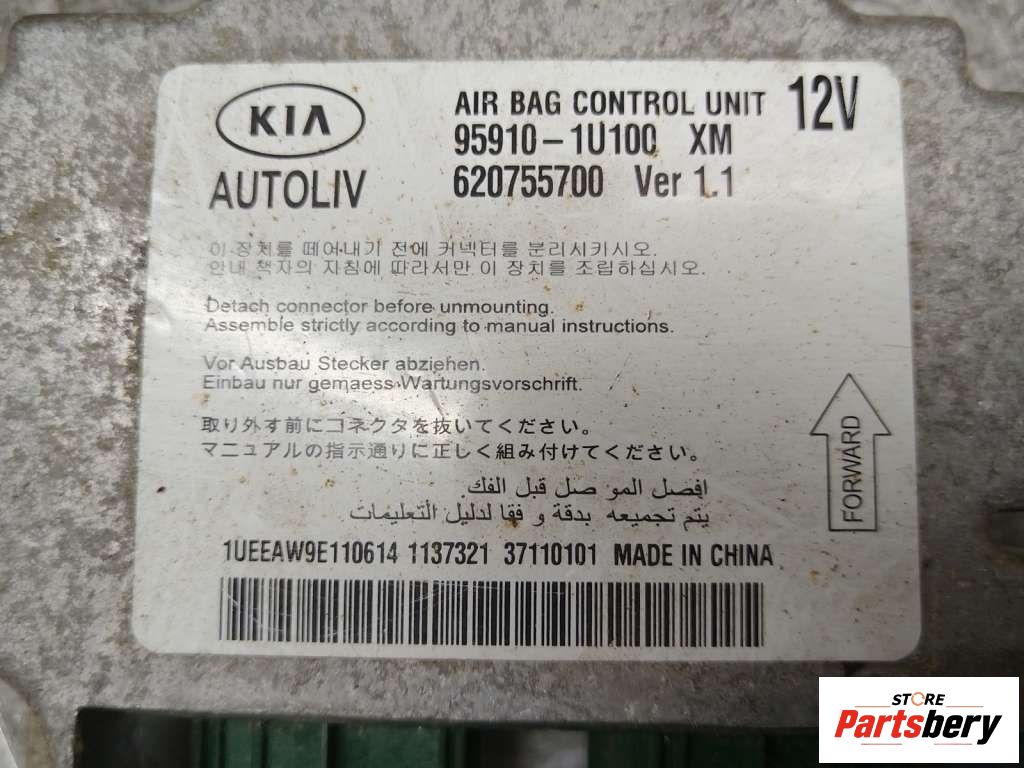 KIA
AUTOLIV
AIR BAG CONTROL UNIT
95910-1U100 XM
620755700 Ver 1.1
12V
이 장치를 떼어내기 전에 커넥터를 분리시키시오.
안내 책자의 지침에 따라서만 이 장치를 조립하십시오.
Detach connector before unmounting.
Assemble strictly according to manual instructions.
Vor Ausbau Stecker abziehen.
Einbau nur gemaess Wartungsvorschrift.
取り外す前にコネクタを抜いてください。
マニュアルの指示通りに正しく組み付けてください。
افصل الموصل قبل الفك.
يتم تجميعه بدقة و فقا لدليل التعليمات
FORWARD
1UEEAW9E110614 1137321 37110101 MADE IN CHINA
STORE
Partsbery